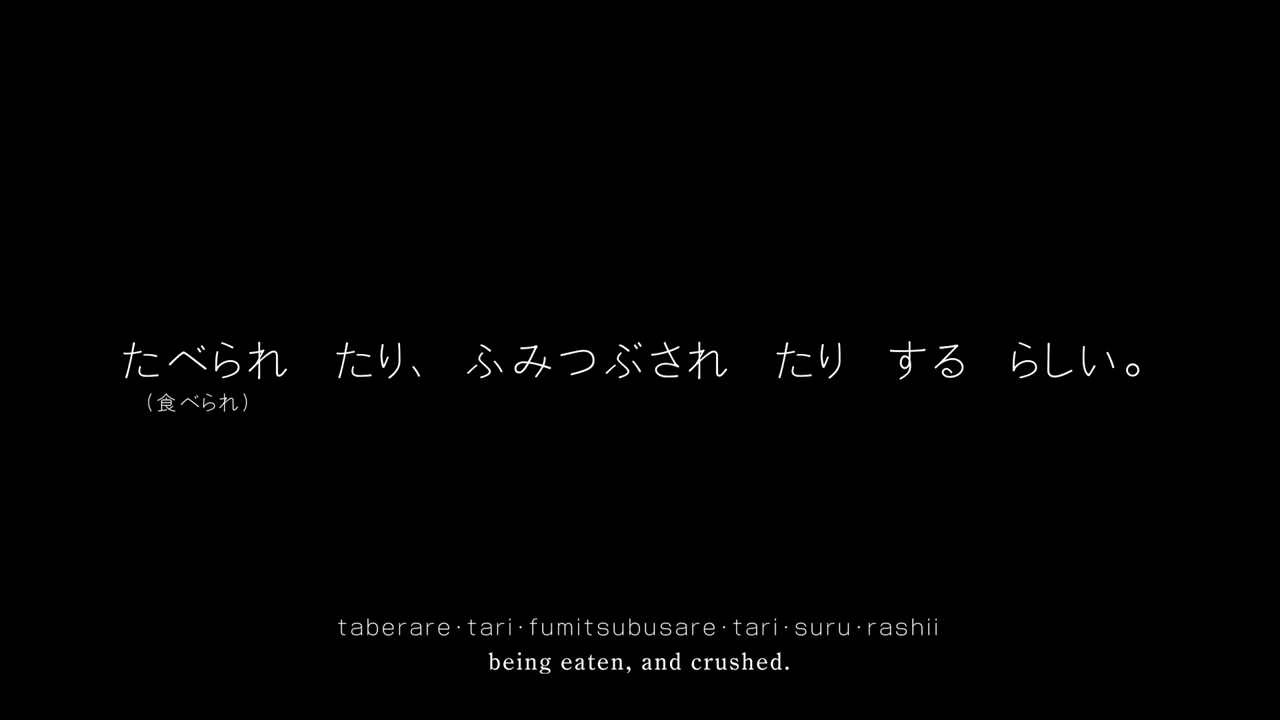 たべられ　たり、ふみつぶされ　たり　する　らしい。
（食べられ）
taberare·tari·fumitsubusare·tari·suru·rashii
being eaten, and crushed.